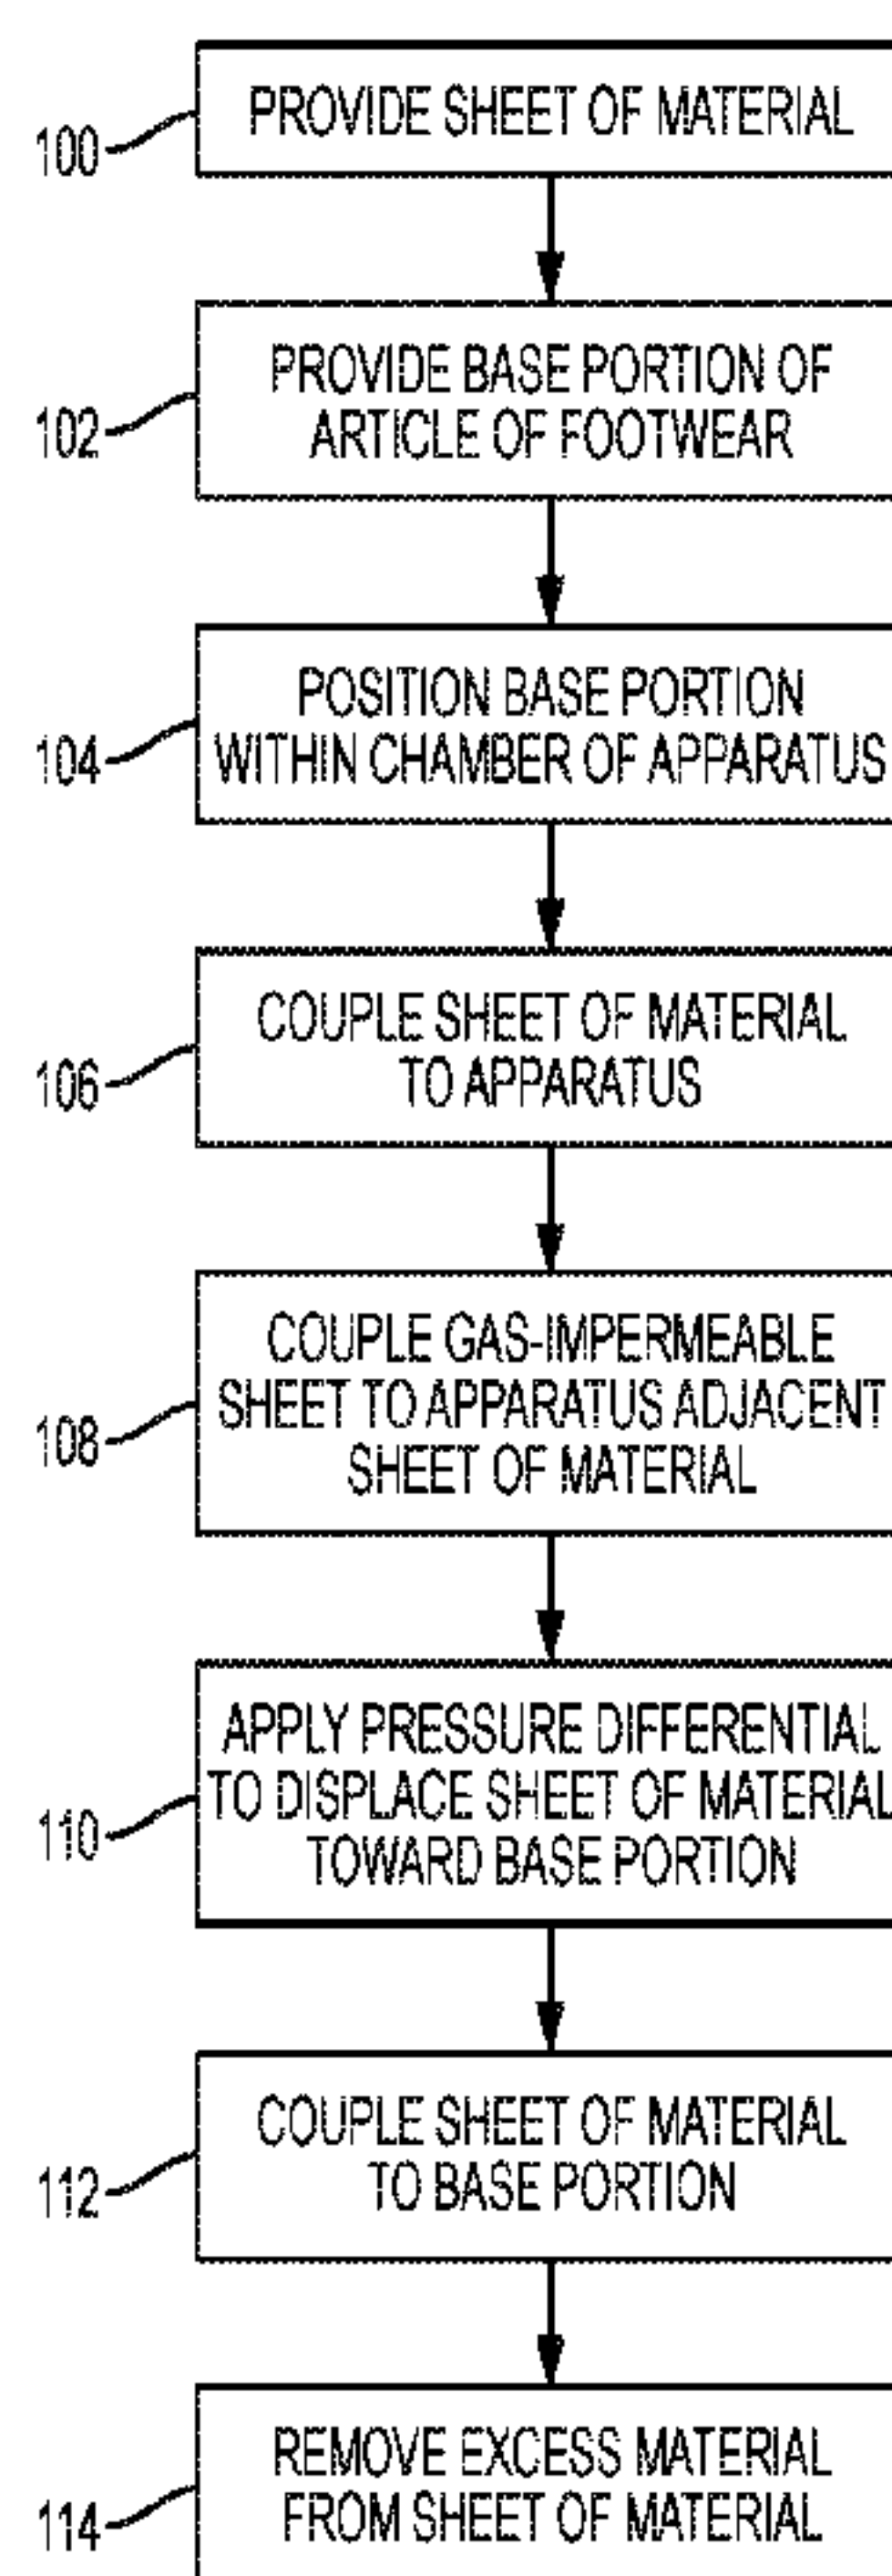 100
PROVIDE SHEET OF MATERIAL
102
PROVIDE BASE PORTION OF
ARTICLE OF FOOTWEAR
104
POSITION BASE PORTION
WITHIN CHAMBER OF APPARATUS
106
COUPLE SHEET OF MATERIAL
TO APPARATUS
108
COUPLE GAS-IMPERMEABLE
SHEET TO APPARATUS ADJACENT
SHEET OF MATERIAL
110
APPLY PRESSURE DIFFERENTIAL
TO DISPLACE SHEET OF MATERIAL
TOWARD BASE PORTION
112
COUPLE SHEET OF MATERIAL
TO BASE PORTION
114
REMOVE EXCESS MATERIAL
FROM SHEET OF MATERIAL